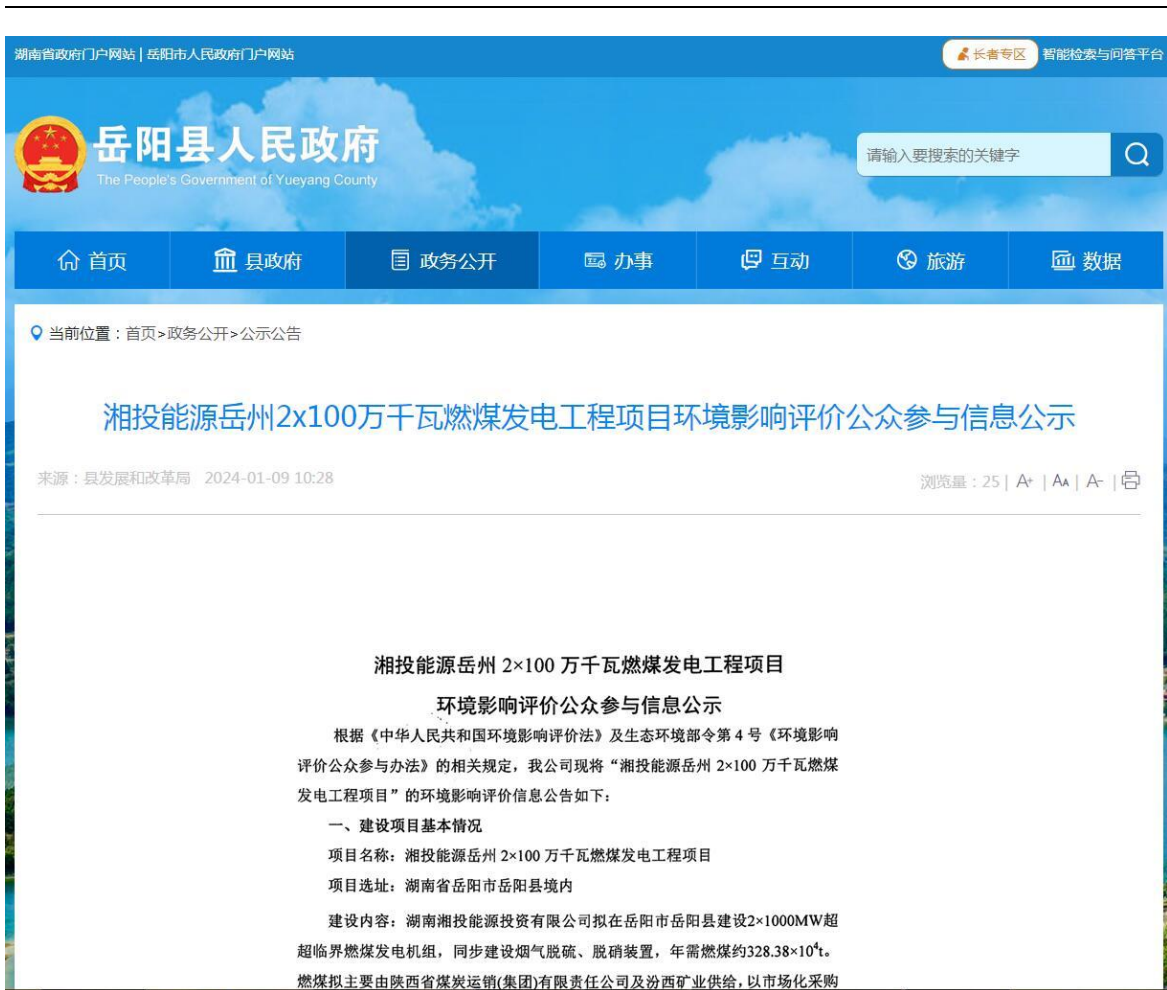 湖南省政府门户网站 | 岳阳市人民政府门户网站
长者专区 智能检索与问答平台
岳阳县人民政府
The People's Government of Yueyang County
请输入要搜索的关键字
首页 县政府 政务公开 办事 互动 旅游 数据
当前位置：首页>政务公开>公示公告
湘投能源岳州2x100万千瓦燃煤发电工程项目环境影响评价公众参与信息公示
来源：县发展和改革局 2024-01-09 10:28
浏览量：25 | A+ | AA | A- |
湘投能源岳州 2×100 万千瓦燃煤发电工程项目
环境影响评价公众参与信息公示
根据《中华人民共和国环境影响评价法》及生态环境部令第 4 号《环境影响
评价公众参与办法》的相关规定，我公司现将“湘投能源岳州 2×100 万千瓦燃煤
发电工程项目”的环境影响评价信息公告如下：
一、建设项目基本情况
项目名称：湘投能源岳州 2×100 万千瓦燃煤发电工程项目
项目选址：湖南省岳阳市岳阳县境内
建设内容：湖南湘投能源投资有限公司拟在岳阳市岳阳县建设2×1000MW超
超临界燃煤发电机组，同步建设烟气脱硫、脱硝装置，年需燃煤约328.38×10⁴t。
燃煤拟主要由陕西省煤炭运销(集团)有限责任公司及汾西矿业供给，以市场化采购